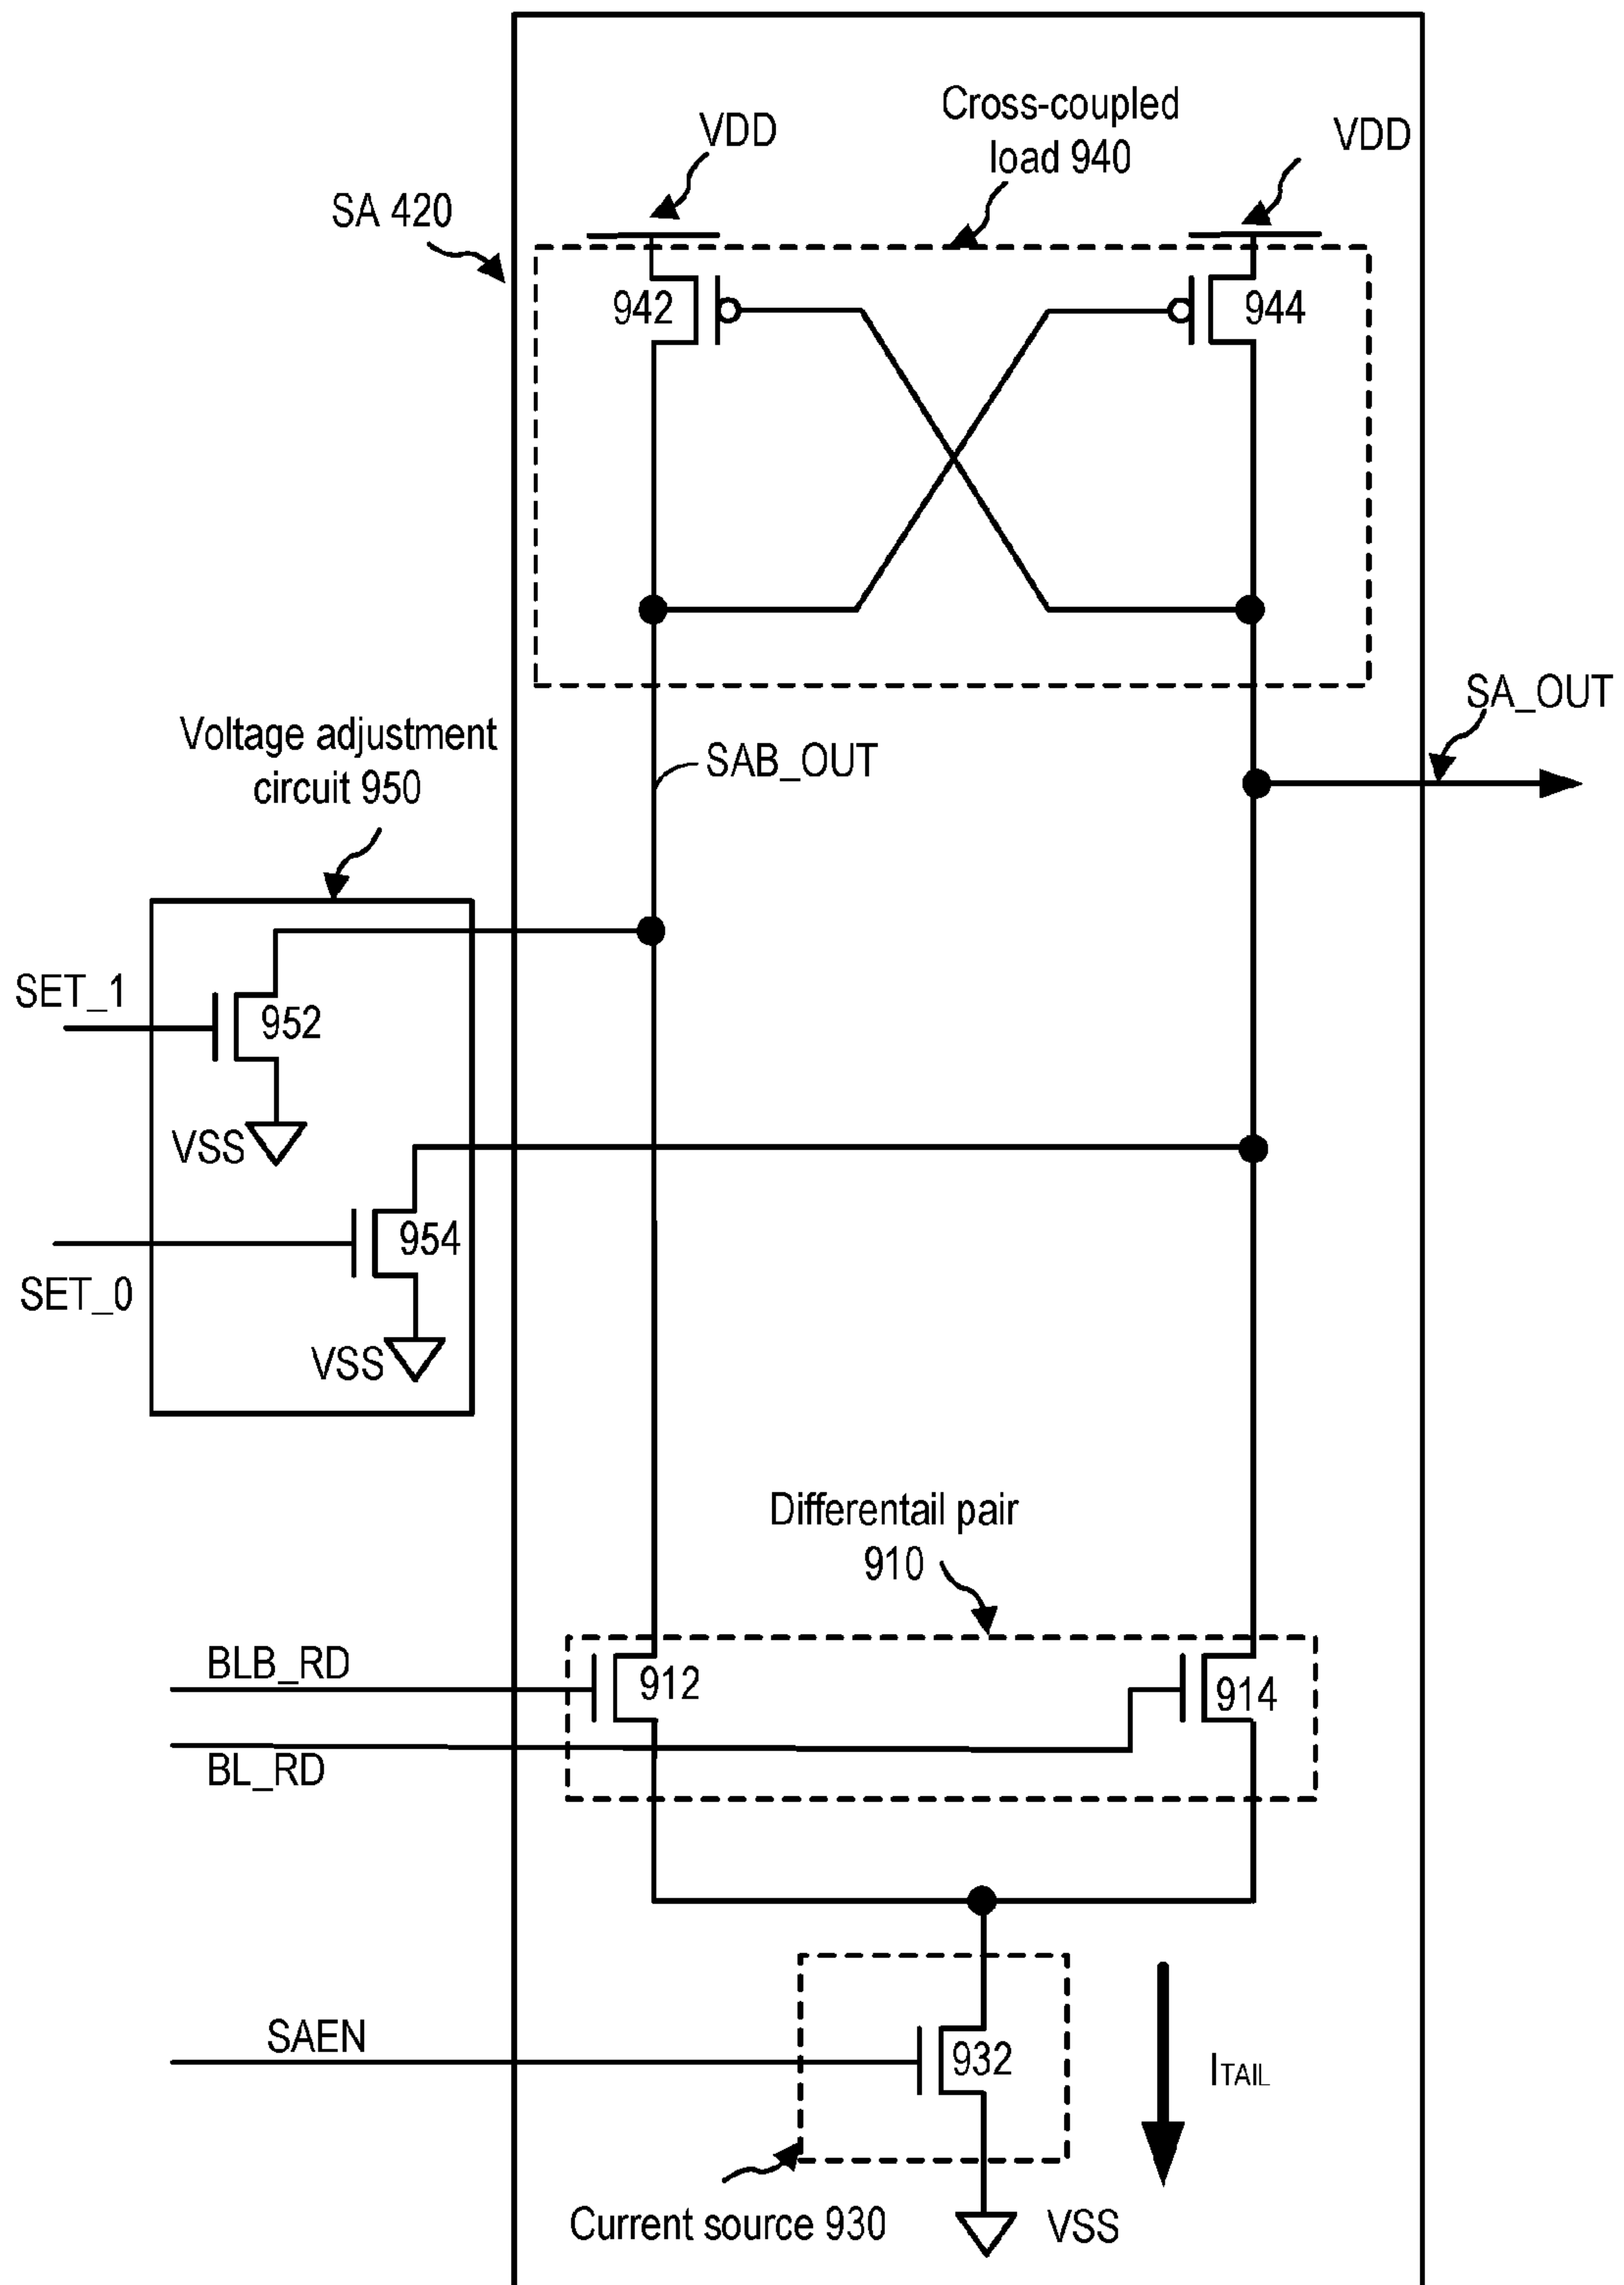 Cross-coupled
load 940
VDD
VDD
SA 420
942
944
SA_OUT
Voltage adjustment
circuit 950
SAB_OUT
SET_1
952
VSS
954
SET_0
VSS
Differentail pair
910
BLB_RD
912
914
BL_RD
SAEN
932
ITAIL
Current source 930
VSS